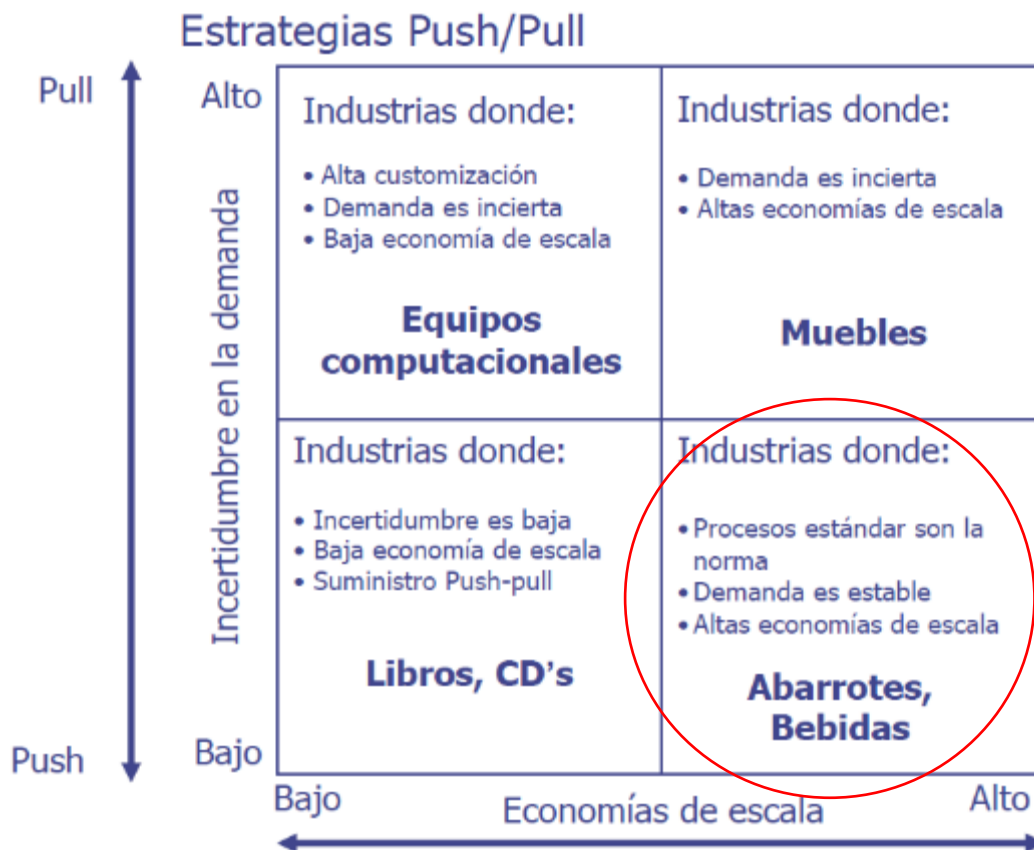 Estrategias Push/Pull
Pull
Alto
Incertidumbre en la demanda
Industrias donde:
• Alta customización
• Demanda es incierta
• Baja economía de escala
Equipos
computacionales
Industrias donde:
• Demanda es incierta
• Altas economías de escala
Muebles
Industrias donde:
• Incertidumbre es baja
• Baja economía de escala
• Suministro Push-pull
Libros, CD's
Industrias donde:
• Procesos estándar son la
norma
• Demanda es estable
• Altas economías de escala
Abarrotes,
Bebidas
Push
Bajo
Bajo
Economías de escala
Alto